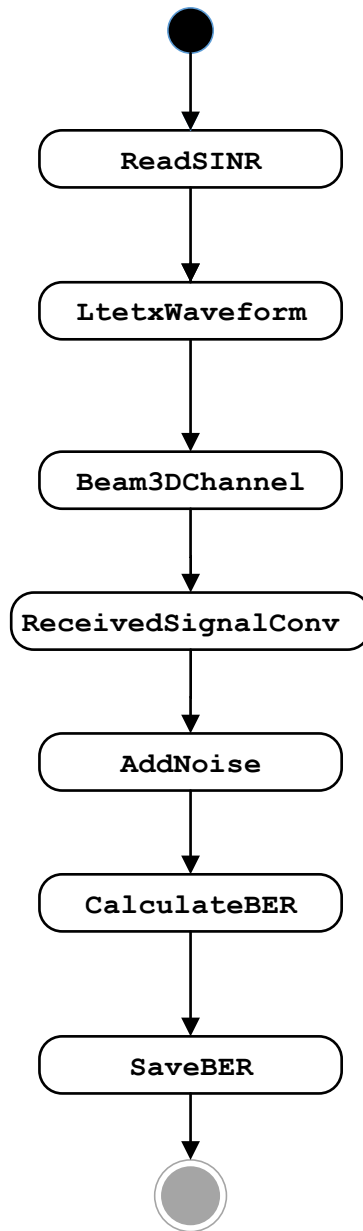 ReadSINR
LtetxWaveform
Beam3DChannel
ReceivedSignalConv
AddNoise
CalculateBER
SaveBER